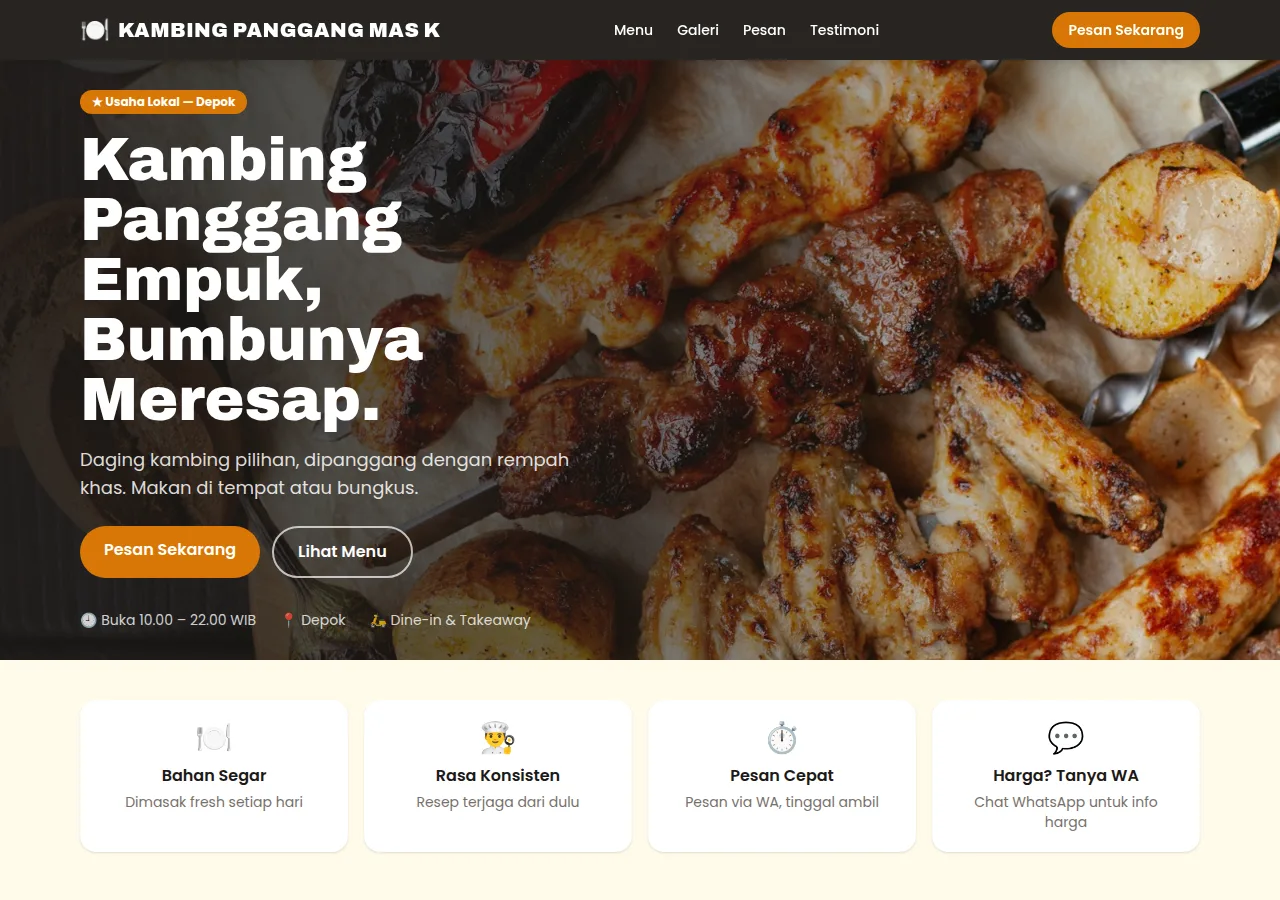 🍽️ KAMBING PANGGANG MAS K
Menu Galeri Pesan Testimoni
Pesan Sekarang
★ Usaha Lokal — Depok
Kambing
Panggang
Empuk,
Bumbunya
Meresap.
Daging kambing pilihan, dipanggang dengan rempah
khas. Makan di tempat atau bungkus.
Pesan Sekarang
Lihat Menu
🕘 Buka 10.00 – 22.00 WIB 📍 Depok 🛵 Dine-in & Takeaway
Bahan Segar
Dimasak fresh setiap hari
Rasa Konsisten
Resep terjaga dari dulu
Pesan Cepat
Pesan via WA, tinggal ambil
Harga? Tanya WA
Chat WhatsApp untuk info
harga